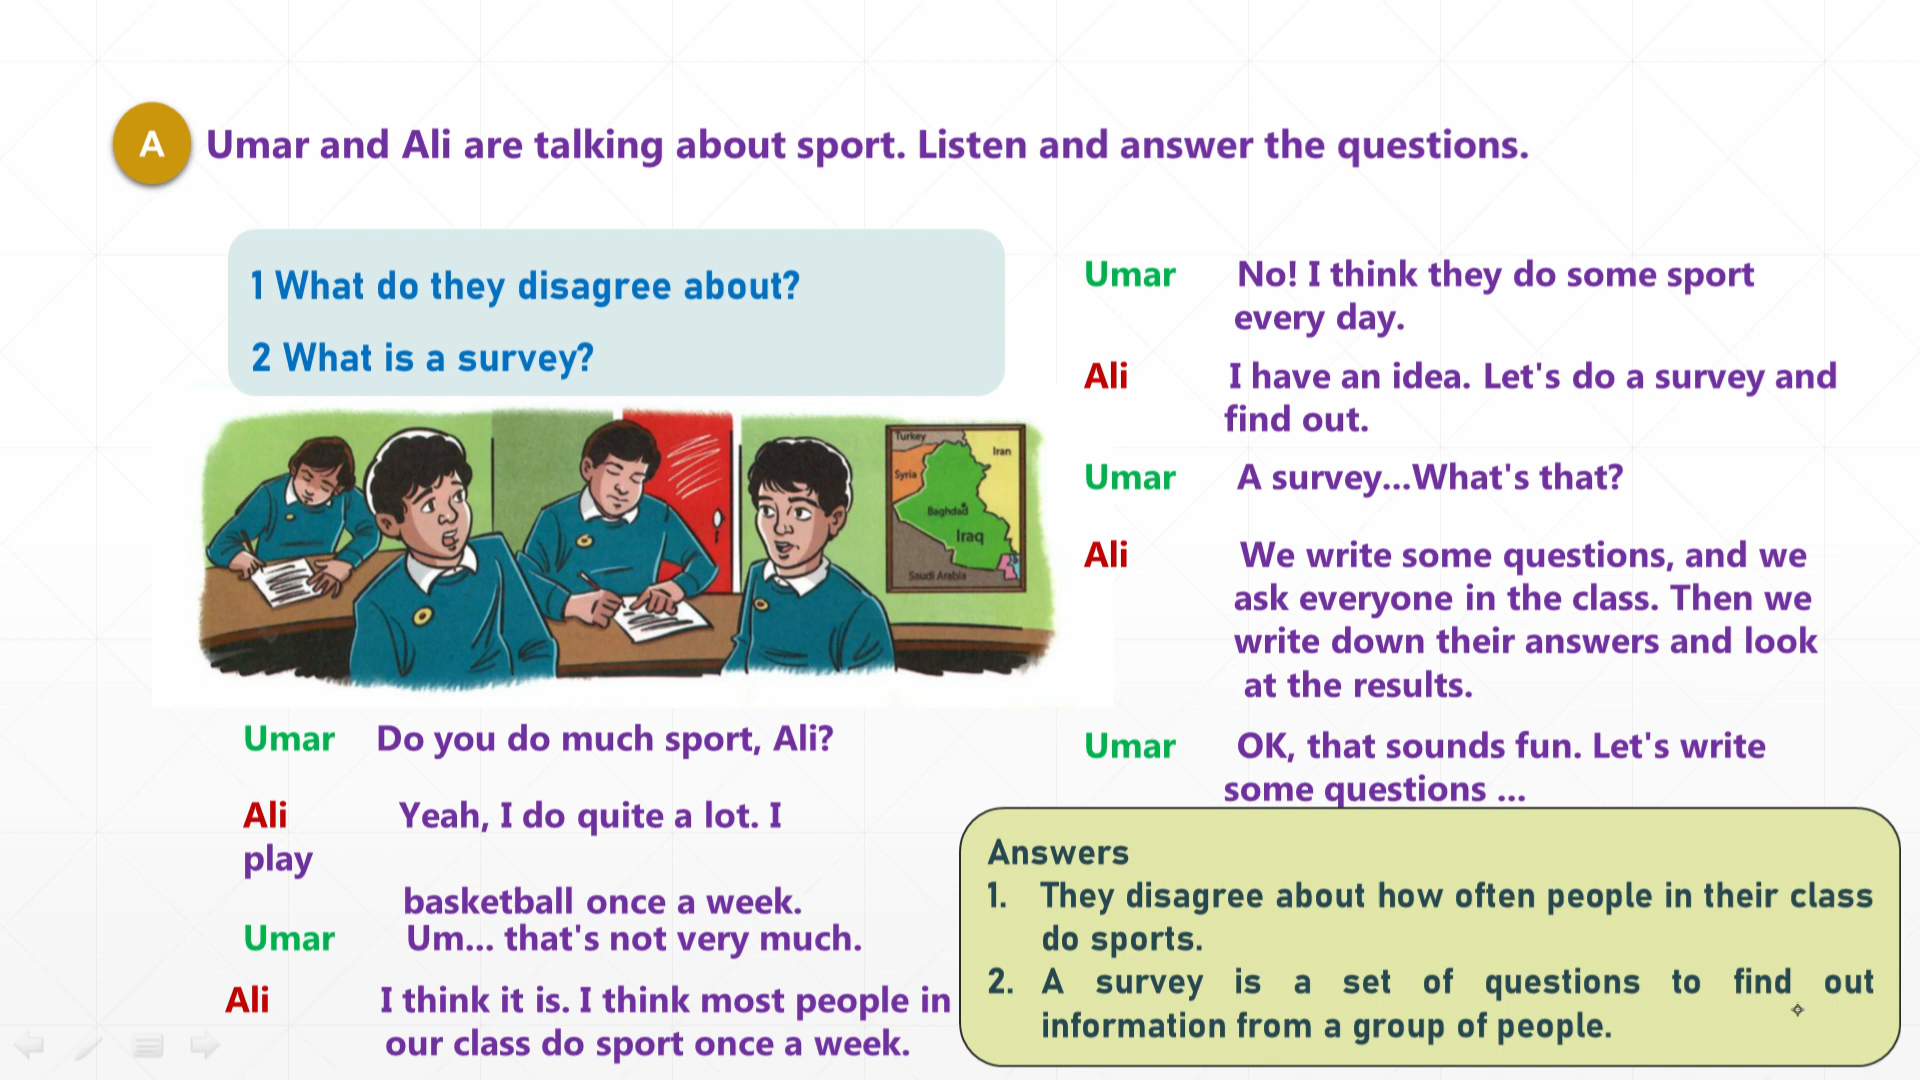 A
Umar and Ali are talking about sport. Listen and answer the questions.
1 What do they disagree about?
2 What is a survey?
Turkey
Iran
Syria
Baghdad
Iraq
Saudi Arabia
Umar Do you do much sport, Ali?
Ali Yeah, I do quite a lot. I
play
basketball once a week.
Umar Um... that's not very much.
Ali I think it is. I think most people in
our class do sport once a week.
Umar No! I think they do some sport
every day.
Ali I have an idea. Let's do a survey and
find out.
Umar A survey...What's that?
Ali We write some questions, and we
ask everyone in the class. Then we
write down their answers and look
at the results.
Umar OK, that sounds fun. Let's write
some questions ...
Answers
1. They disagree about how often people in their class
do sports.
2. A survey is a set of questions to find out
information from a group of people.